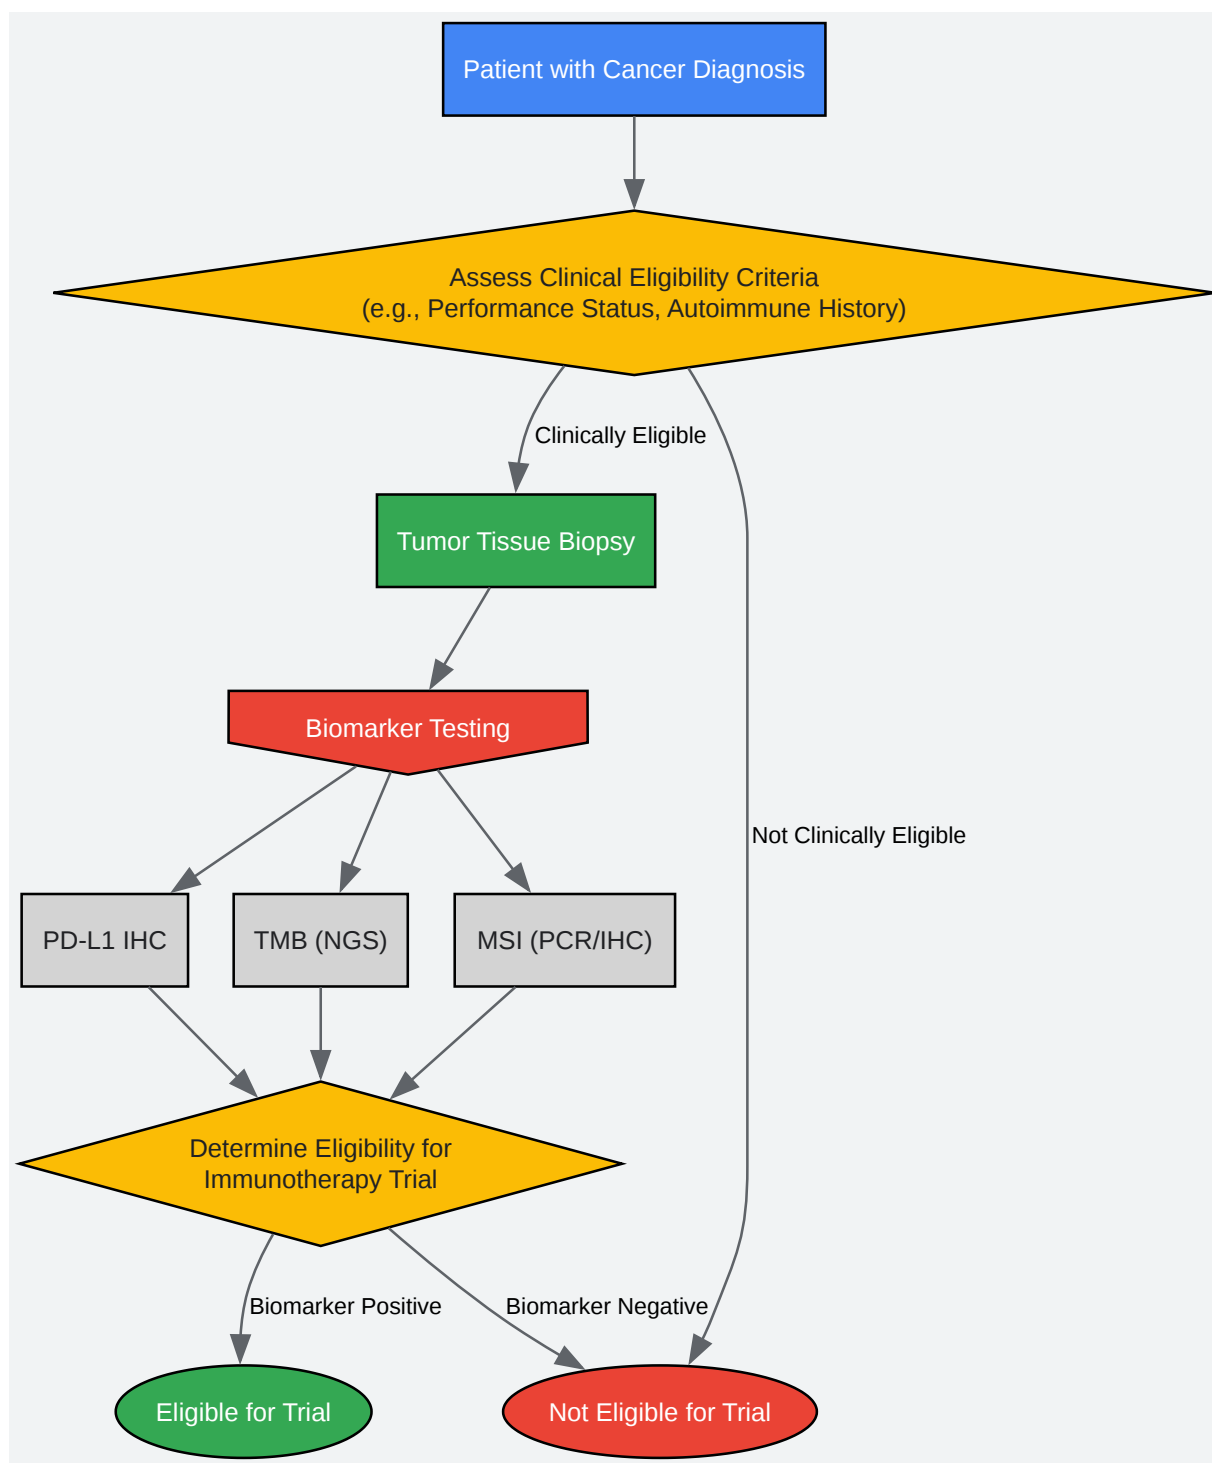 Patient with Cancer Diagnosis
Assess Clinical Eligibility Criteria
(e.g., Performance Status, Autoimmune History)
Clinically Eligible
Tumor Tissue Biopsy
Biomarker Testing
Not Clinically Eligible
PD-L1 IHC
TMB (NGS)
MSI (PCR/IHC)
Determine Eligibility for
Immunotherapy Trial
Biomarker Positive
Biomarker Negative
Eligible for Trial
Not Eligible for Trial